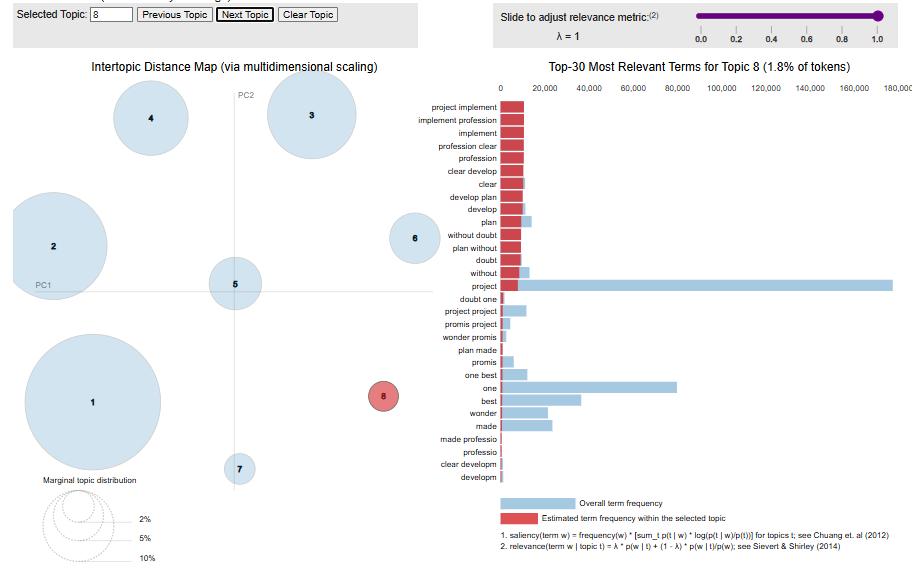 Selected Topic: 8 Previous Topic Next Topic Clear Topic
Slide to adjust relevance metric:(2)
λ = 1
0.0 0.2 0.4 0.6 0.8 1.0
Intertopic Distance Map (via multidimensional scaling)
PC2
PC1
4
3
2
6
5
1
8
7
Marginal topic distribution
2%
5%
10%
Top-30 Most Relevant Terms for Topic 8 (1.8% of tokens)
0 20,000 40,000 60,000 80,000 100,000 120,000 140,000 160,000 180,000
project implement
implement profession
implement
profession clear
profession
clear develop
clear
develop plan
develop
plan
without doubt
plan without
doubt
without
project
doubt one
project project
promis project
wonder promis
plan made
promis
one best
one
best
wonder
made
made professio
professio
clear developm
developm
Overall term frequency
Estimated term frequency within the selected topic
1. saliency(term w) = frequency(w) * [sum_t p(t | w) * log(p(t | w)/p(t))] for topics t; see Chuang et. al (2012)
2. relevance(term w | topic t) = λ * p(w | t) + (1 - λ) * p(w | t)/p(w); see Sievert & Shirley (2014)